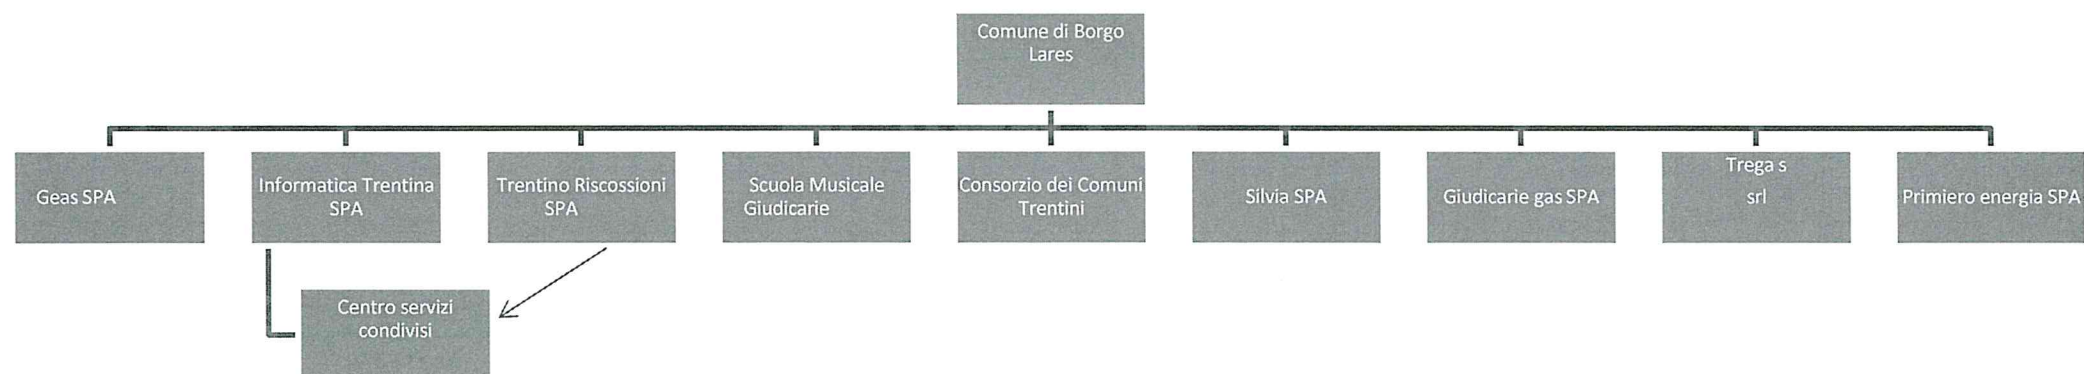 Comune di Borgo
Lares
Geas SPA
Informatica Trentina
SPA
Trentino Riscossioni
SPA
Scuola Musicale
Giudicarie
Consorzio dei Comuni
Trentini
Silvia SPA
Giudicarie gas SPA
Trega s
srl
Primiero energia SPA
Centro servizi
condivisi